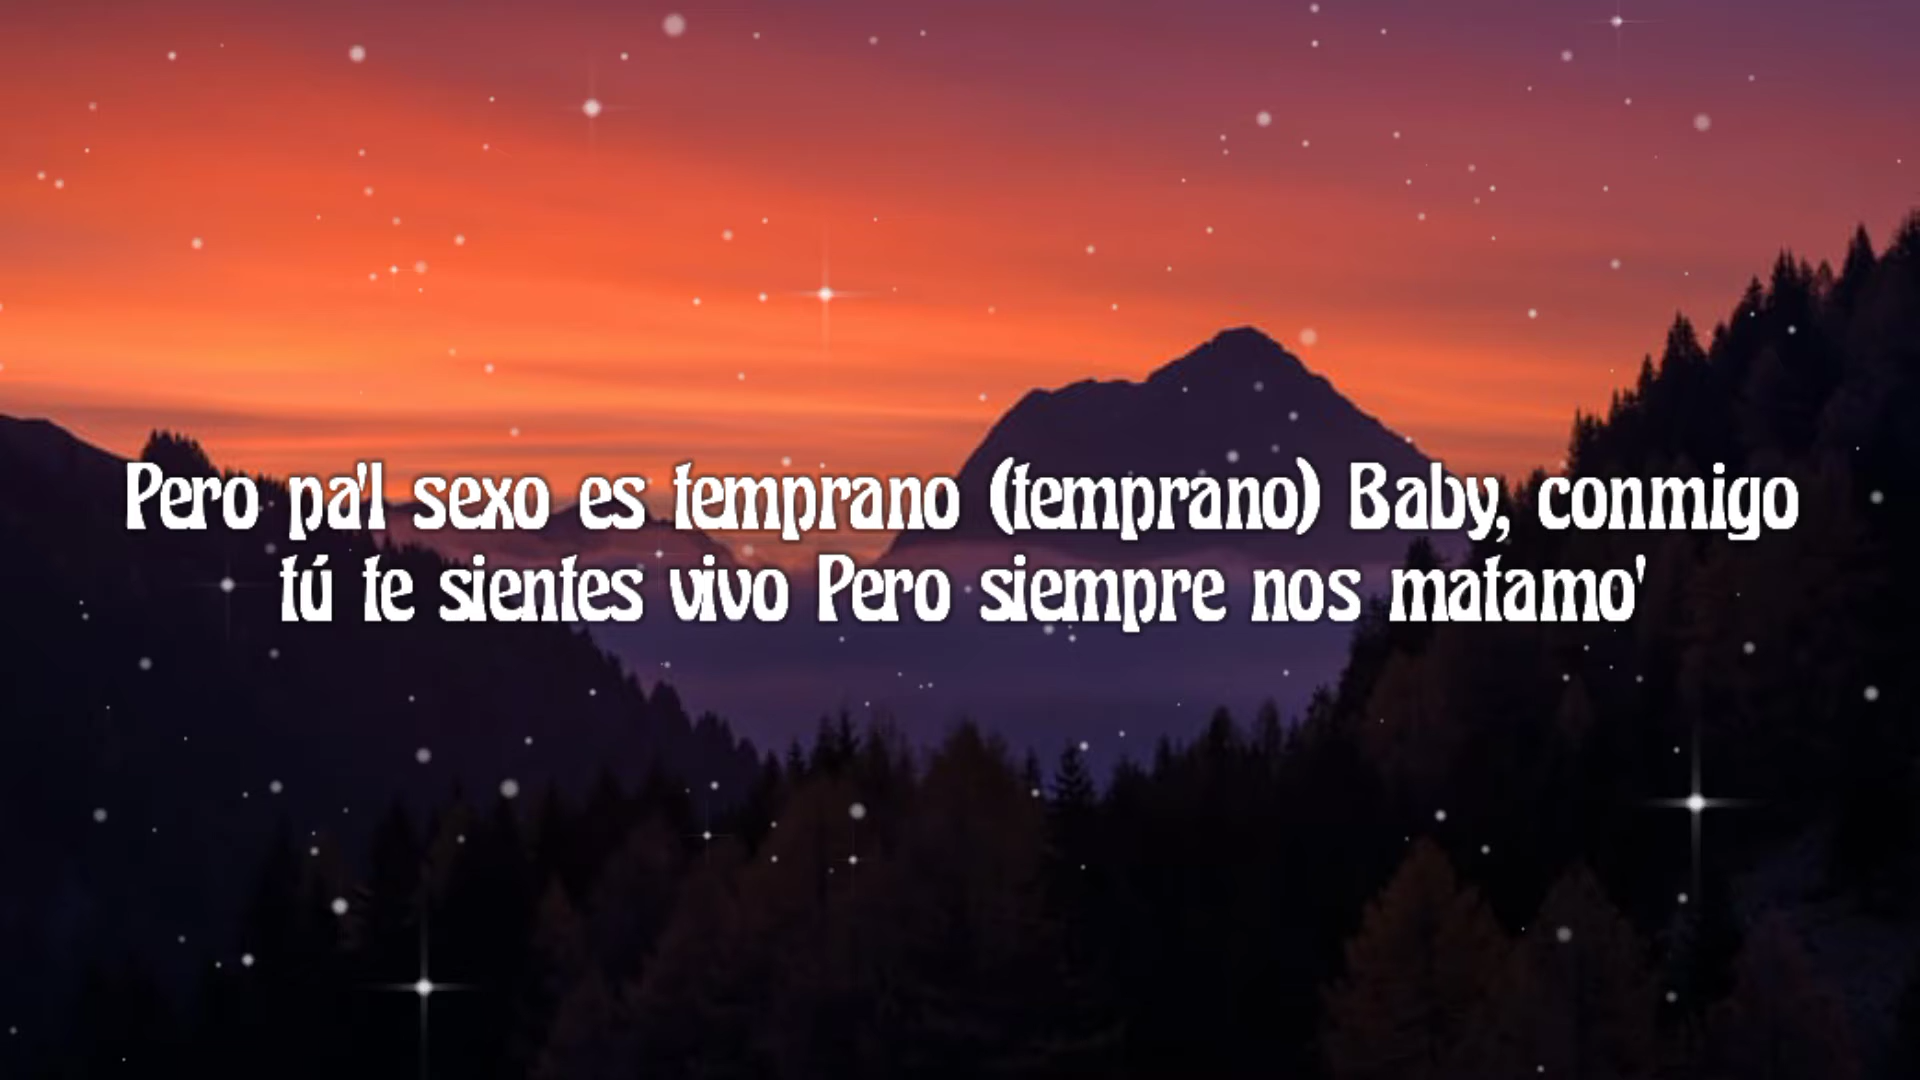 Pero pa'l sexo es temprano (temprano) Baby, conmigo
tú te sientes vivo Pero siempre nos matamo'